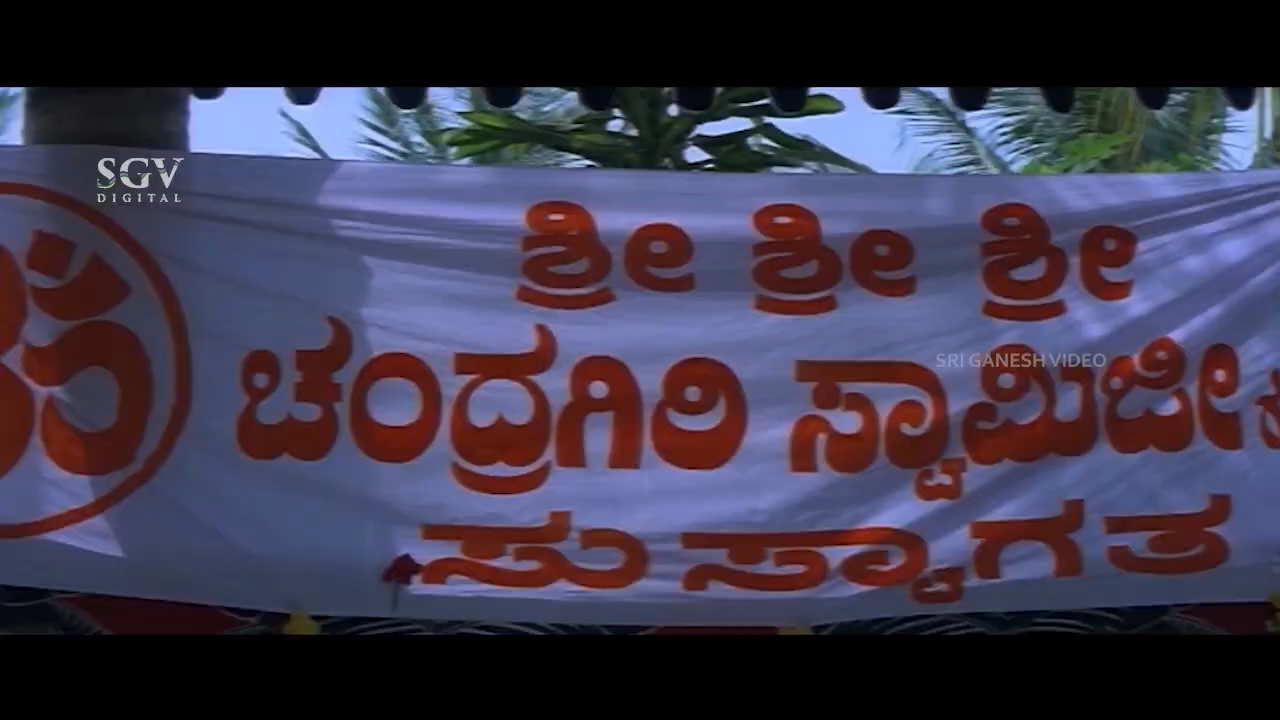 SGV
DIGITAL
ಶ್ರೀ ಶ್ರೀ ಶ್ರೀ
ಚಂದ್ರಗಿರಿ ಸ್ವಾಮಿಜೀ
SRI GANESH VIDEO
ಸುಸ್ವಾಗತ